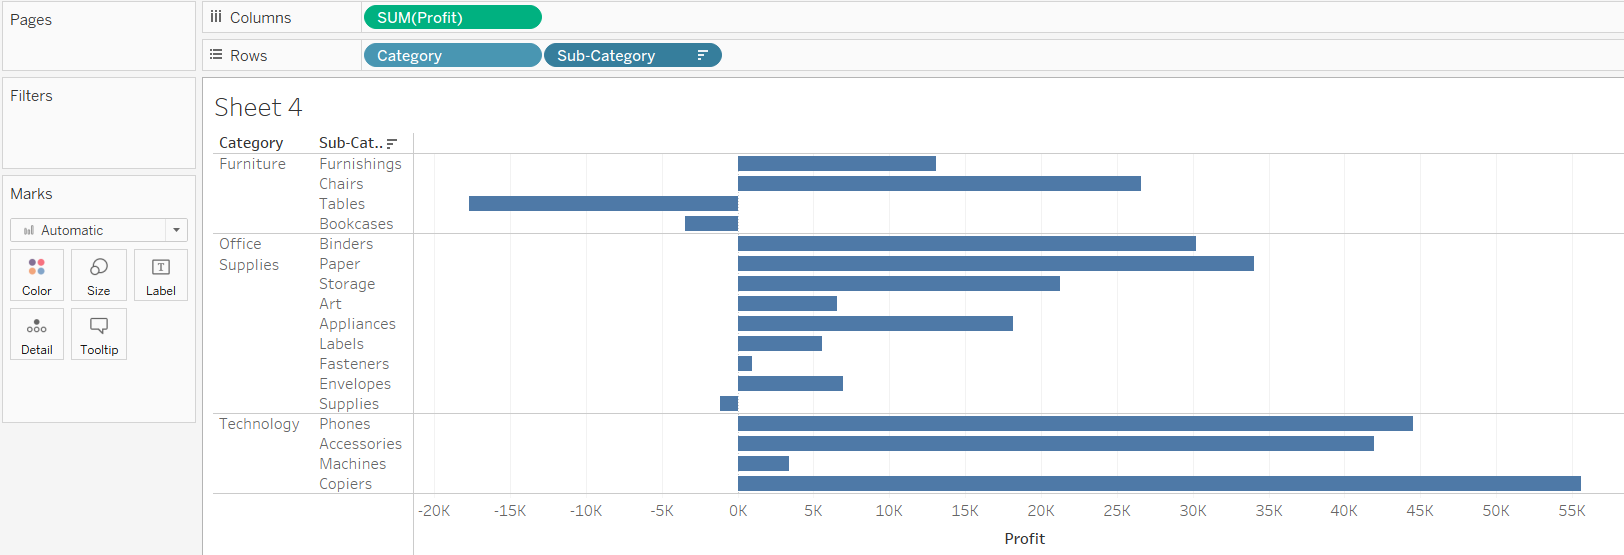 Pages
Columns
SUM(Profit)
Rows
Category
Sub-Category
Filters
Marks
Automatic
Color
Size
Label
Detail
Tooltip
Sheet 4
Category
Sub-Cat..
Furniture
Furnishings
Chairs
Tables
Bookcases
Office
Supplies
Binders
Paper
Storage
Art
Appliances
Labels
Fasteners
Envelopes
Supplies
Technology
Phones
Accessories
Machines
Copiers
-20K -15K -10K -5K 0K 5K 10K 15K 20K 25K 30K 35K 40K 45K 50K 55K
Profit